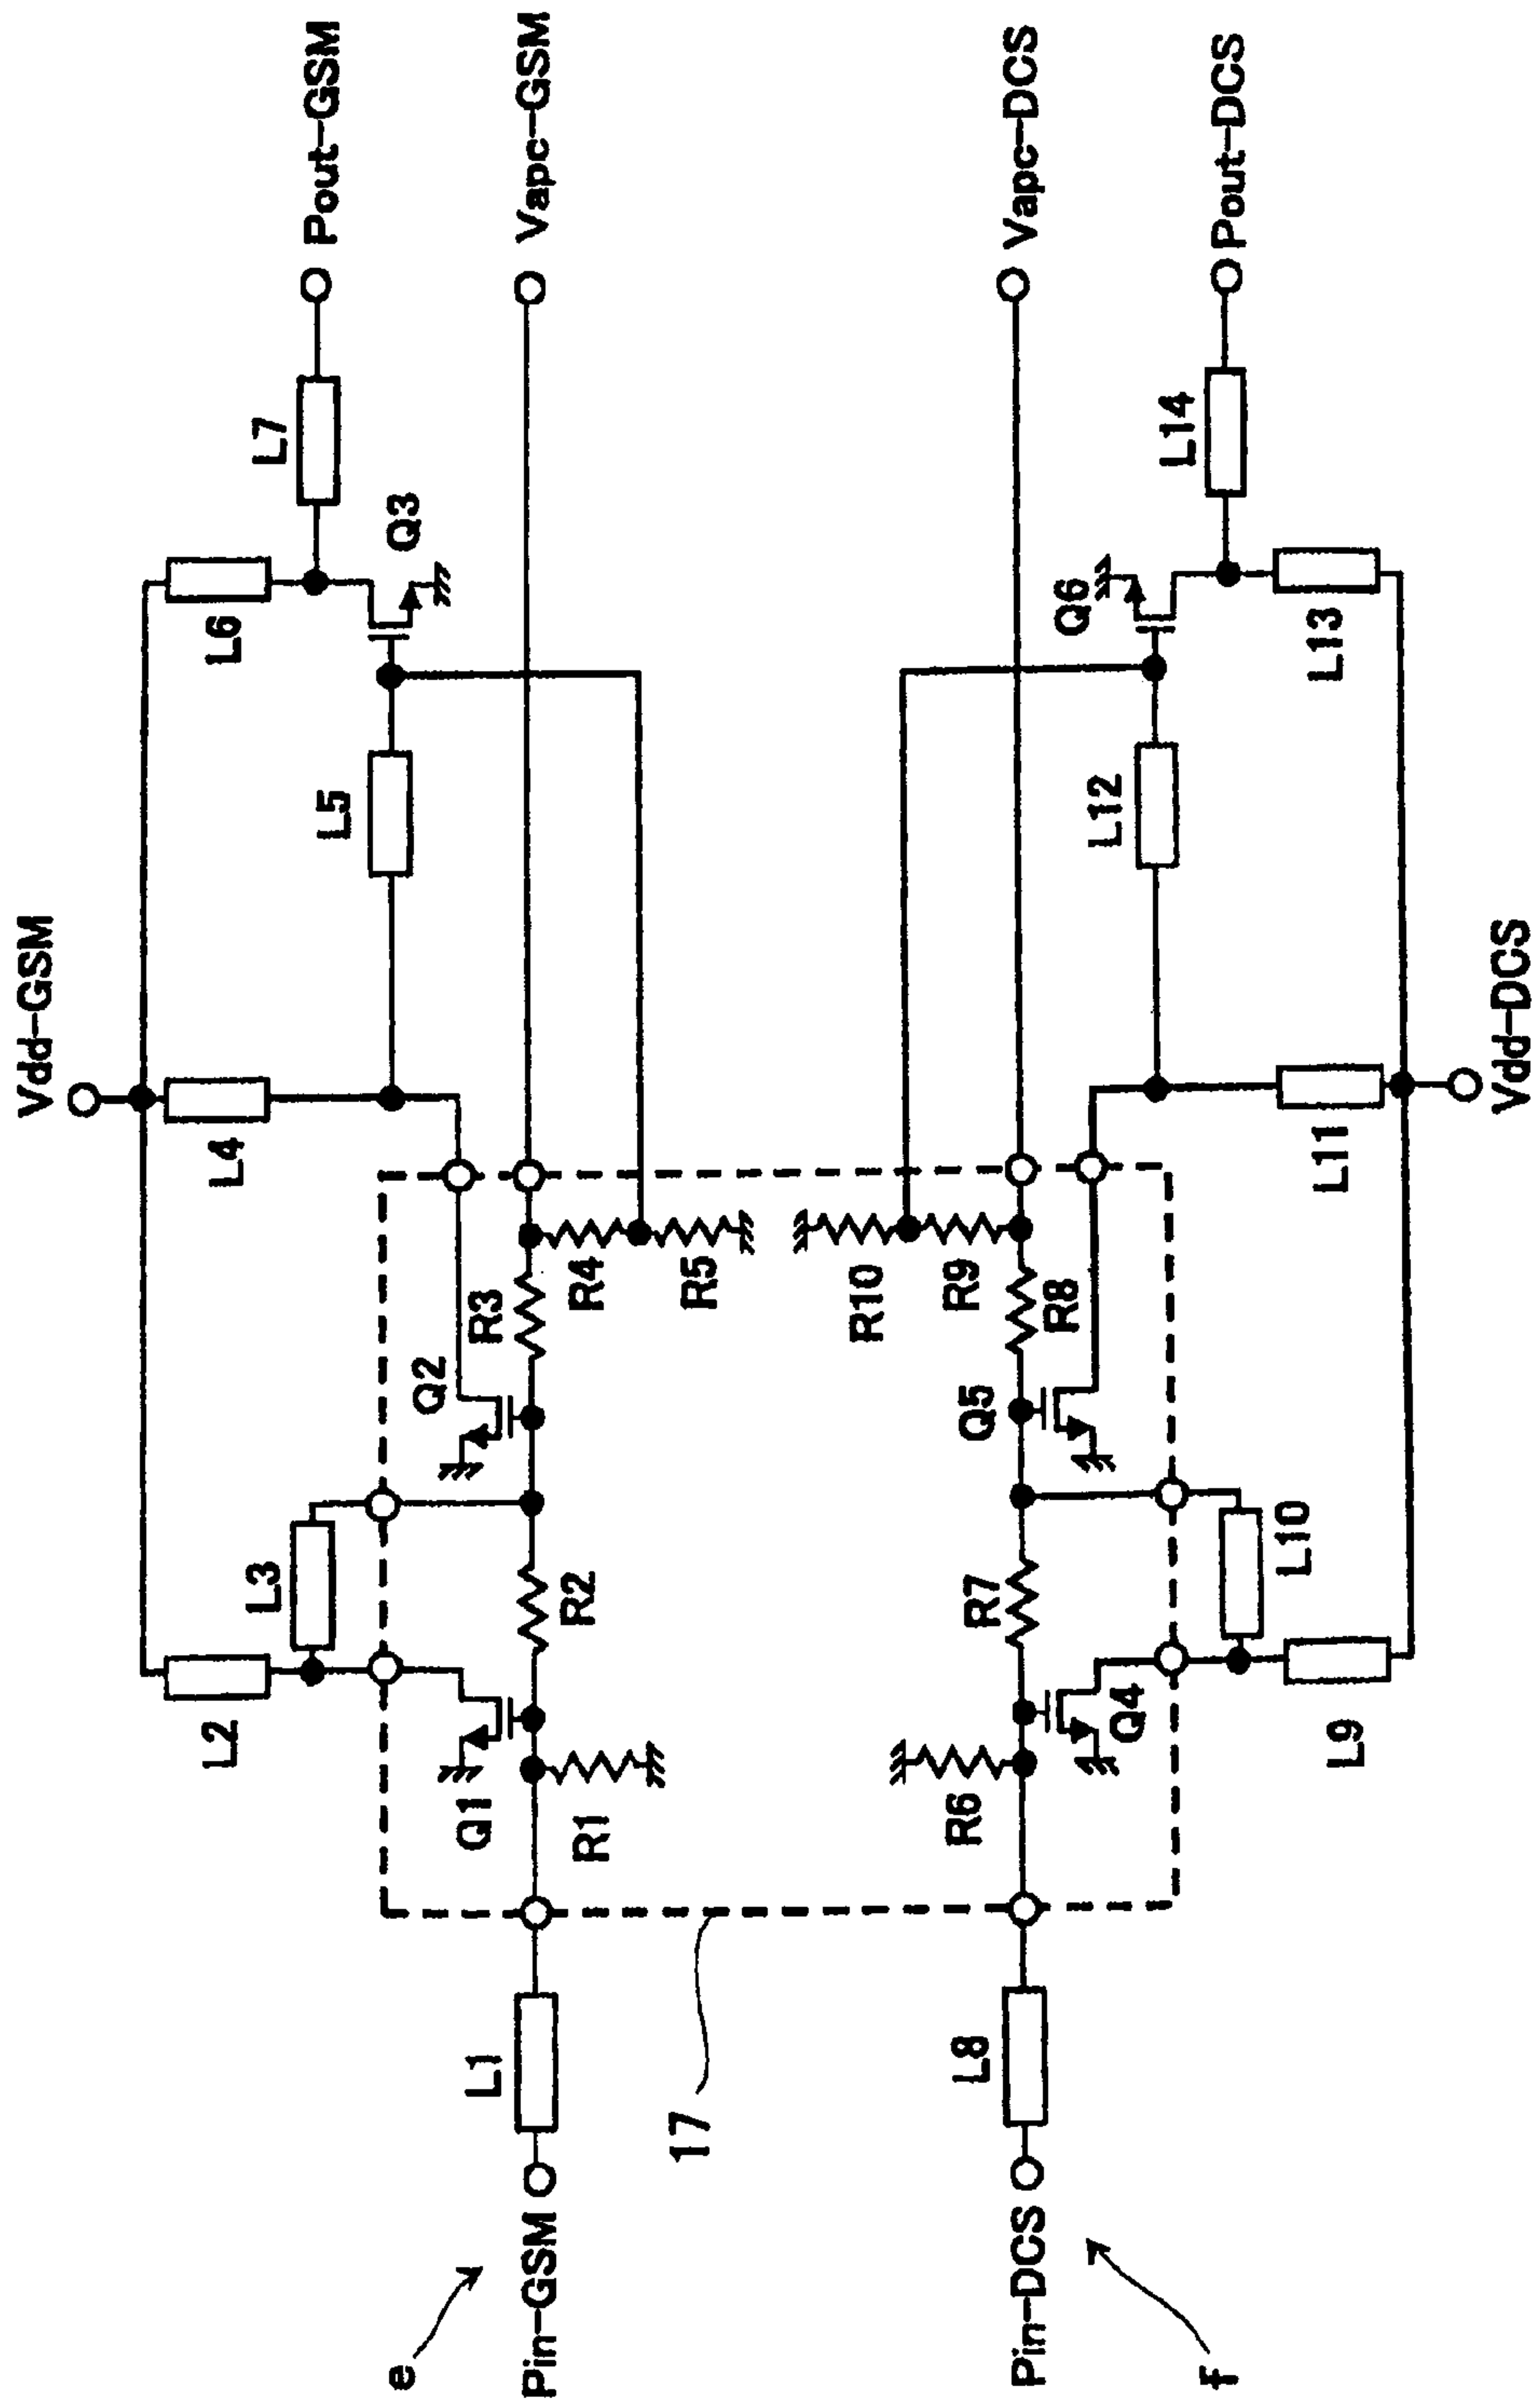 Vdd-GSM
L2
L4
L6
L3
L5
L7
Pout-GSM
Q1
Q2
Q3
e
Pin-GSM
L1
R1
R2
R3
R4
R5
Vapc-GSM
17
f
Pin-DCS
L8
R6
R7
R8
R9
R10
Vapc-DCS
Q4
Q5
Q6
L10
L12
L14
Pout-DCS
L9
L11
L13
Vdd-DCS